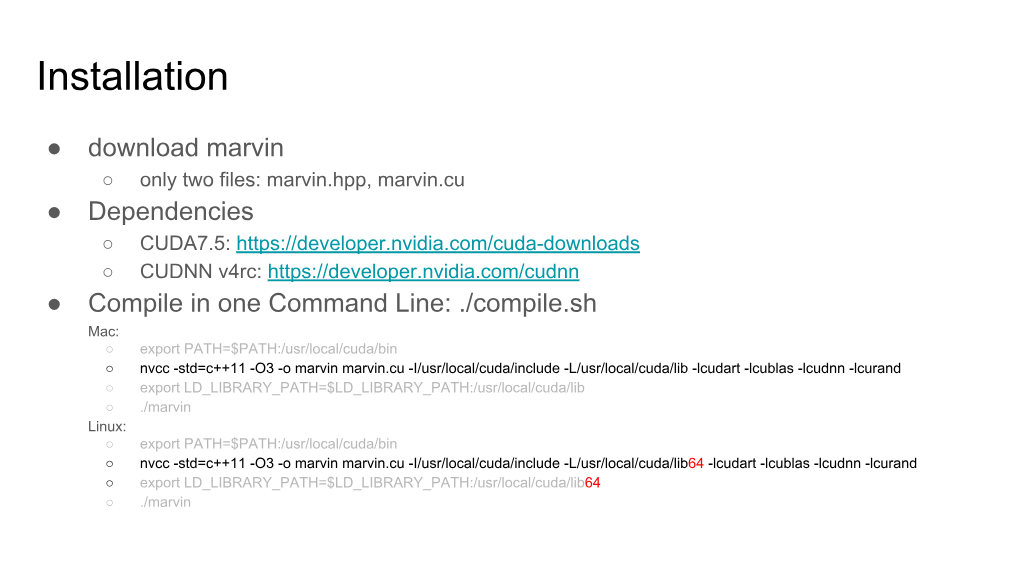 Installation
● download marvin
○ only two files: marvin.hpp, marvin.cu
● Dependencies
○ CUDA7.5: https://developer.nvidia.com/cuda-downloads
○ CUDNN v4rc: https://developer.nvidia.com/cudnn
● Compile in one Command Line: ./compile.sh
Mac:
○ export PATH=$PATH:/usr/local/cuda/bin
○ nvcc -std=c++11 -O3 -o marvin marvin.cu -I/usr/local/cuda/include -L/usr/local/cuda/lib -lcudart -lcublas -lcudnn -lcurand
○ export LD_LIBRARY_PATH=$LD_LIBRARY_PATH:/usr/local/cuda/lib
○ ./marvin
Linux:
○ export PATH=$PATH:/usr/local/cuda/bin
○ nvcc -std=c++11 -O3 -o marvin marvin.cu -I/usr/local/cuda/include -L/usr/local/cuda/lib64 -lcudart -lcublas -lcudnn -lcurand
○ export LD_LIBRARY_PATH=$LD_LIBRARY_PATH:/usr/local/cuda/lib64
○ ./marvin